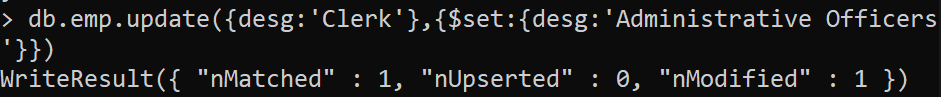 > db.emp.update({desg:'Clerk'},{$set:{desg:'Administrative Officers
'}})
WriteResult({ "nMatched" : 1, "nUpserted" : 0, "nModified" : 1 })